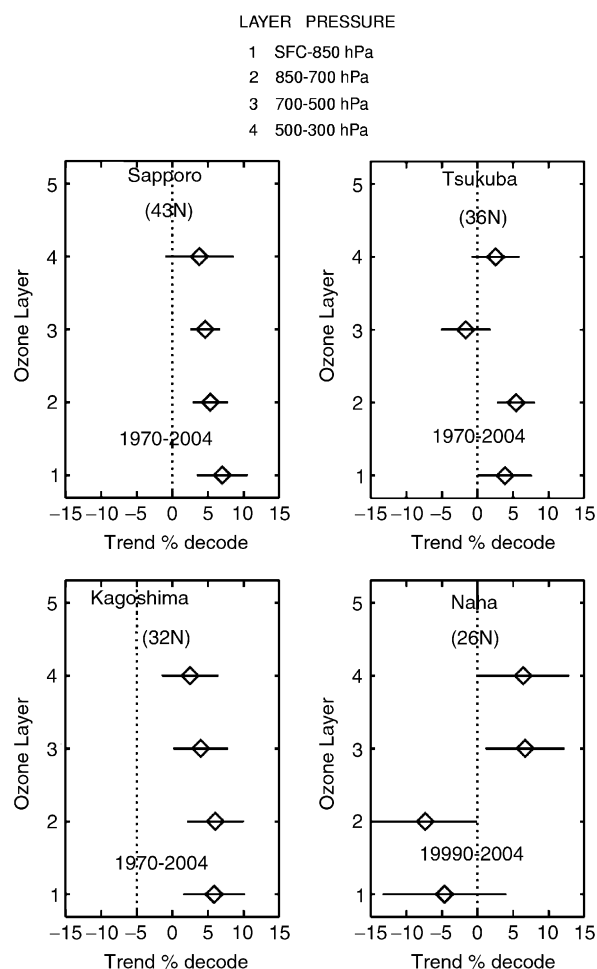 LAYER PRESSURE
1 SFC-850 hPa
2 850-700 hPa
3 700-500 hPa
4 500-300 hPa
Sapporo
(43N)
1970-2004
5
4
3
2
1
Ozone Layer
−15 −10 −5 0 5 10 15
Trend % decode
Tsukuba
(36N)
1970-2004
5
4
3
2
1
Ozone Layer
−15 −10 −5 0 5 10 15
Trend % decode
Kagoshima
(32N)
1970-2004
5
4
3
2
1
Ozone Layer
−15 −10 −5 0 5 10 15
Trend % decode
Naha
(26N)
19990-2004
5
4
3
2
1
Ozone Layer
−15 −10 −5 0 5 10 15
Trend % decode